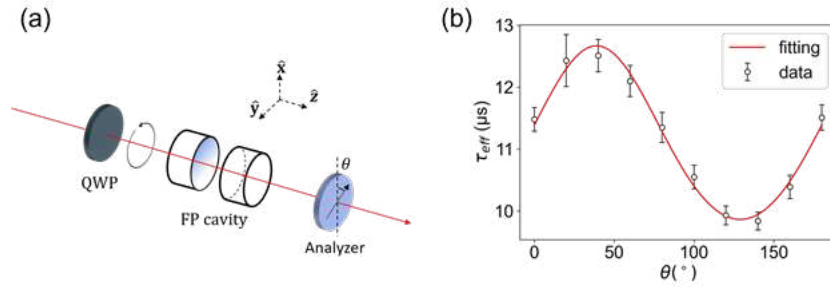 (a)
x̂
ŷ
ẑ
QWP
FP cavity
θ
Analyzer
(b)
13
12
11
10
τeff (μs)
fitting
data
0
50
100
150
θ(°)